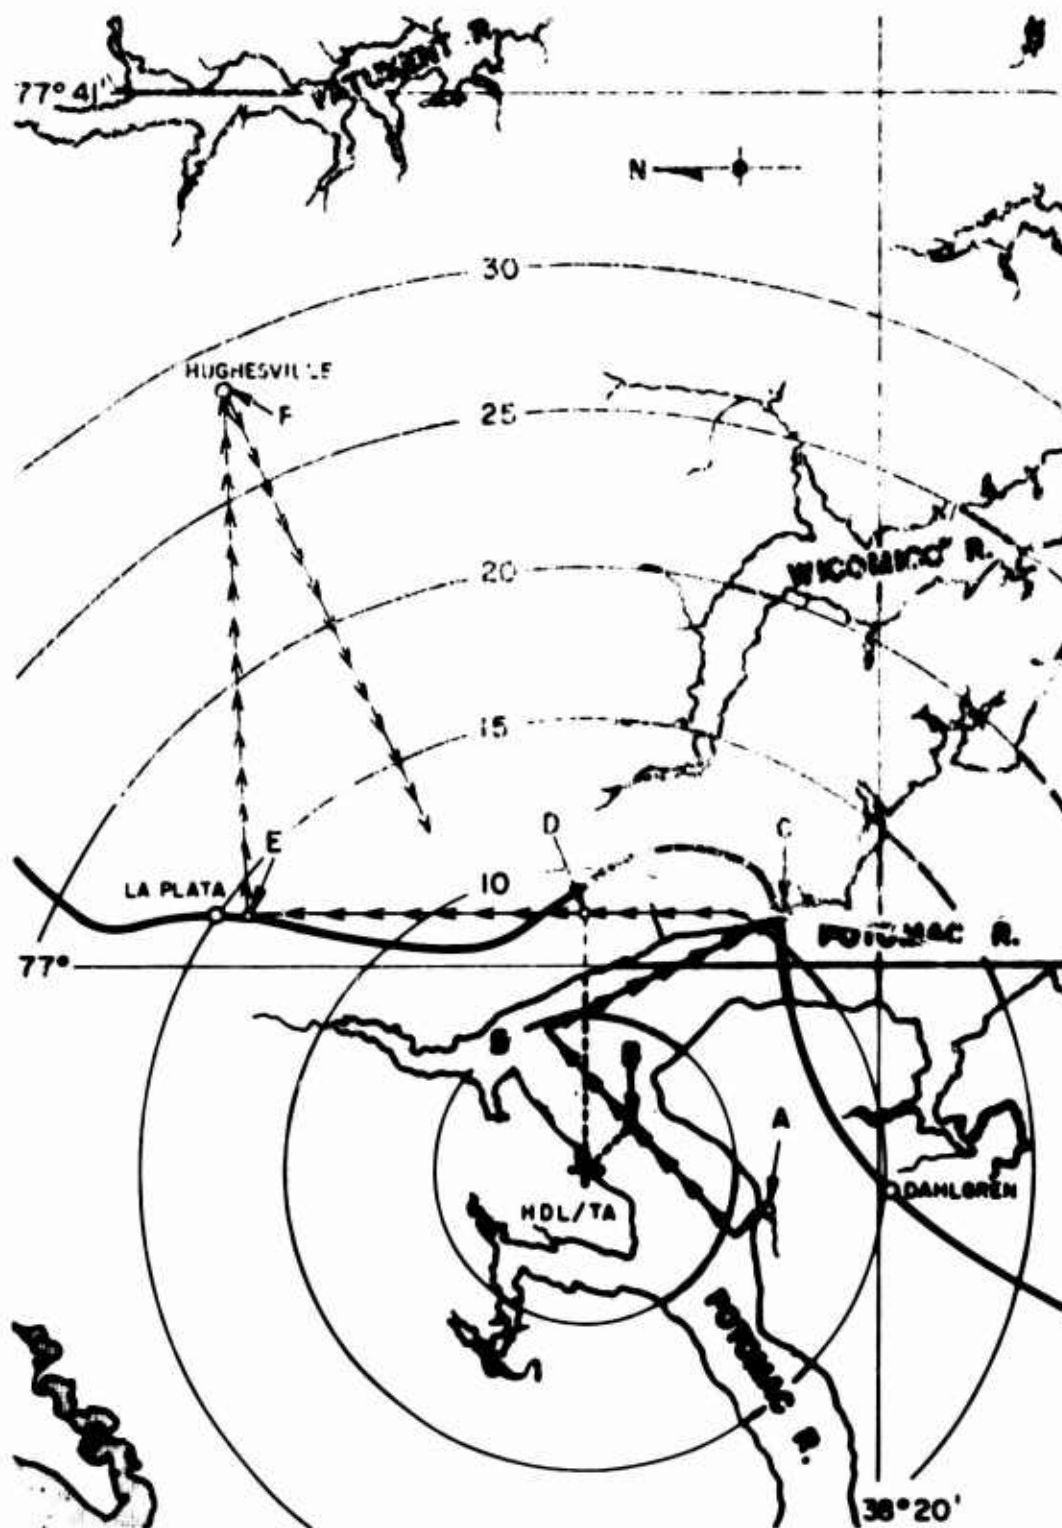 77° 41'
N
30
HUGHESVILLE
F
25
WICOMICO R.
20
15
E
D
C
LA PLATA
10
POTOMAC R.
77°
5
B
A
DAHLGREN
HDL/TA
POTOMAC R.
38° 20'